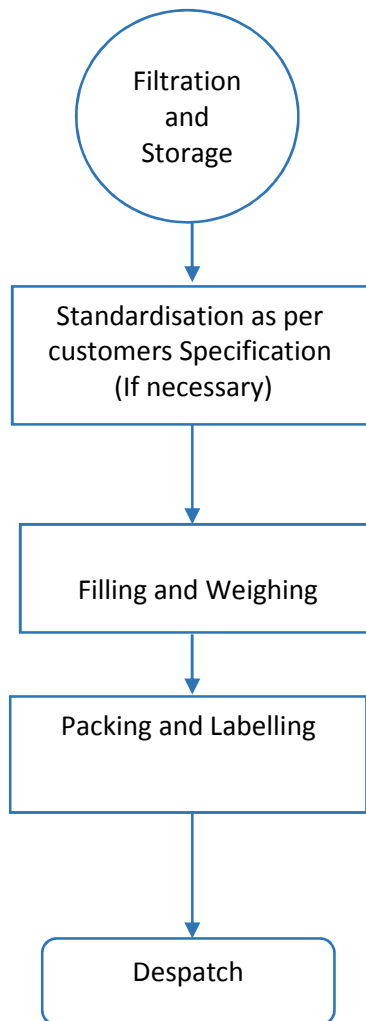 Filtration
and
Storage
Standardisation as per
customers Specification
(If necessary)
Filling and Weighing
Packing and Labelling
Despatch